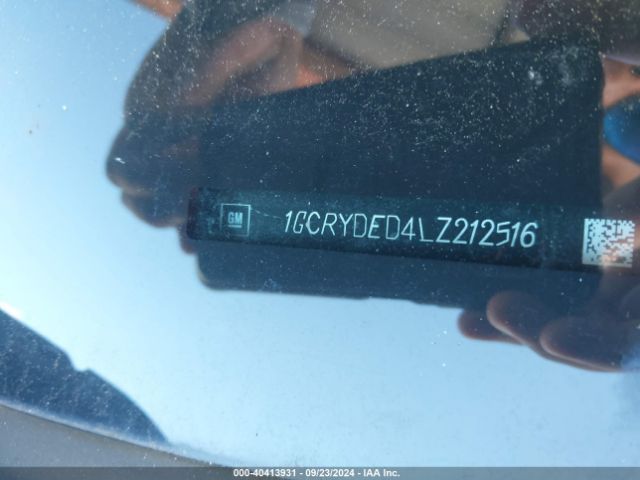 GM
1GCRYDED4LZ212516
000-40413931 - 09/23/2024 - IAA Inc.